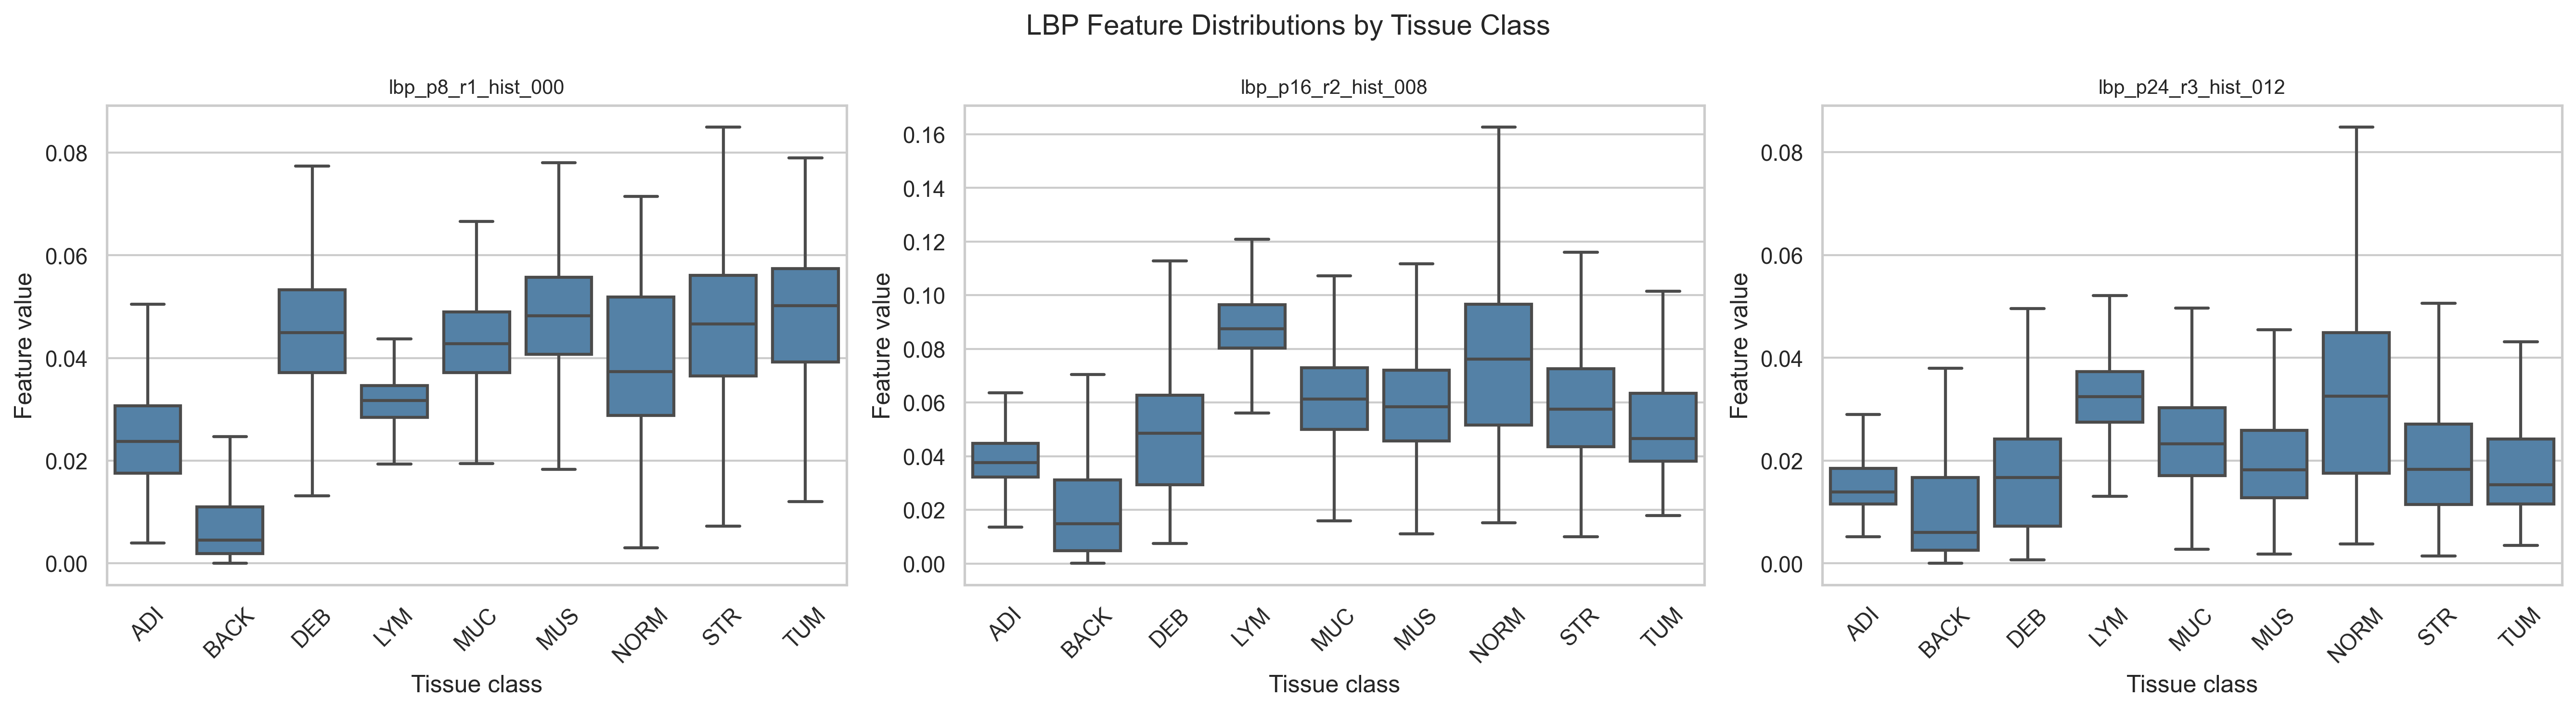 LBP Feature Distributions by Tissue Class
lbp_p8_r1_hist_000
Feature value
0.08
0.06
0.04
0.02
0.00
ADI BACK DEB LYM MUC MUS NORM STR TUM
Tissue class
lbp_p16_r2_hist_008
Feature value
0.16
0.14
0.12
0.10
0.08
0.06
0.04
0.02
0.00
ADI BACK DEB LYM MUC MUS NORM STR TUM
Tissue class
lbp_p24_r3_hist_012
Feature value
0.08
0.06
0.04
0.02
0.00
ADI BACK DEB LYM MUC MUS NORM STR TUM
Tissue class